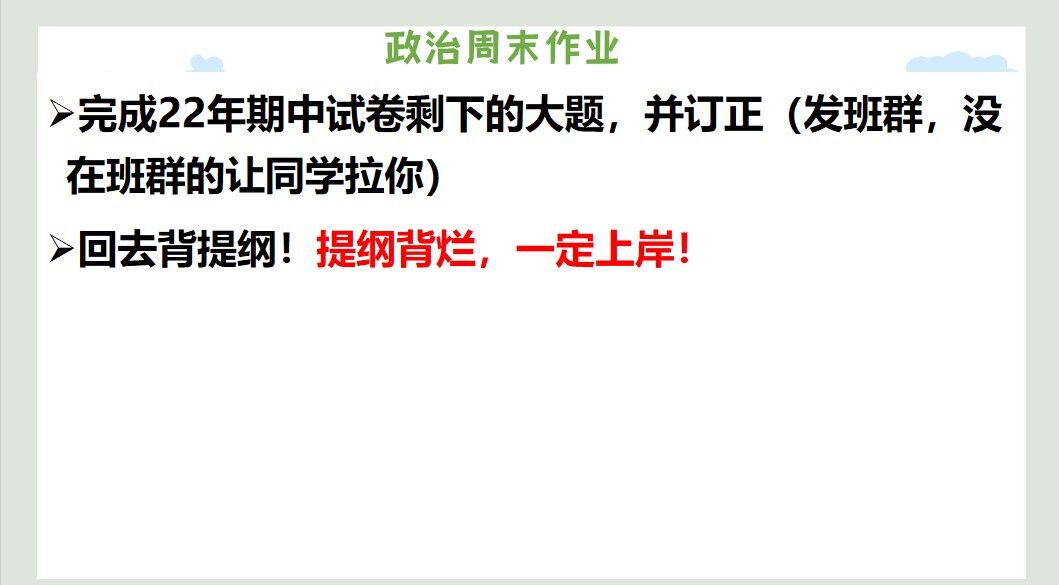 政治周末作业
➢完成22年期中试卷剩下的大题，并订正（发班群，没
在班群的让同学拉你）
➢回去背提纲！提纲背烂，一定上岸！